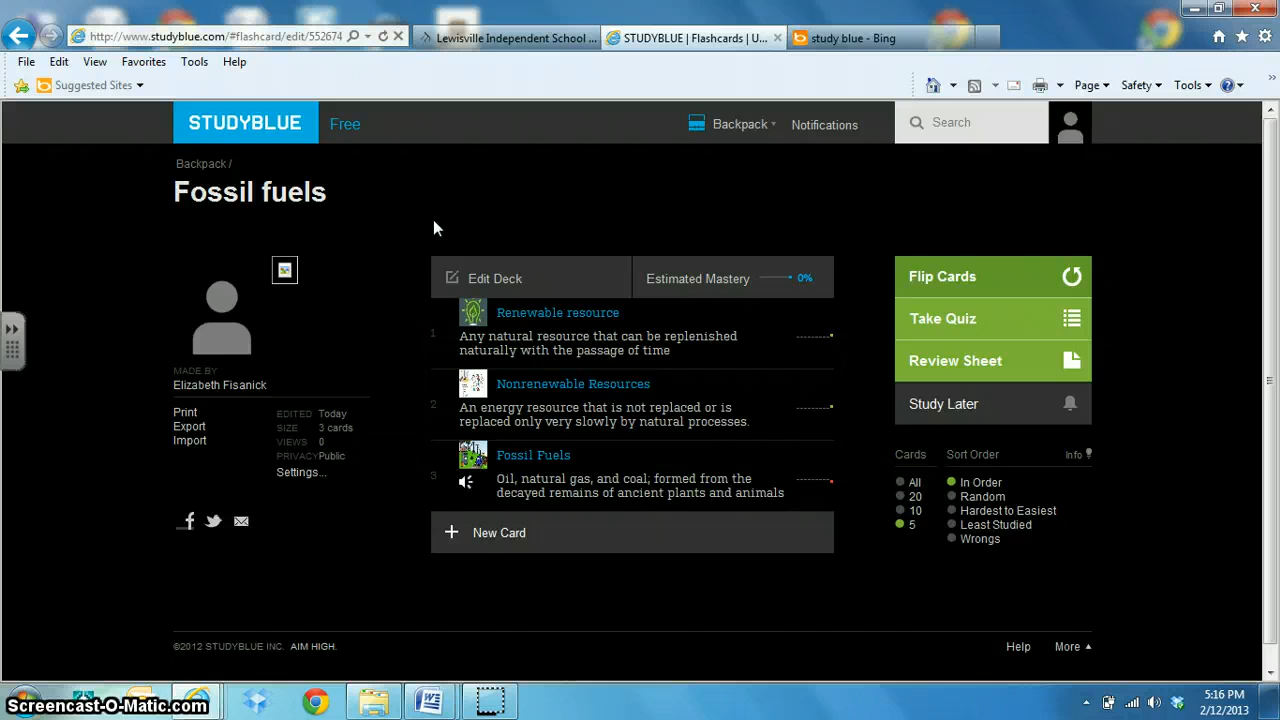 http://www.studyblue.com/#flashcard/edit/552674
Lewisville Independent School ...
STUDYBLUE | Flashcards | U...
study blue - Bing
File Edit View Favorites Tools Help
Suggested Sites
Page Safety Tools
STUDYBLUE Free
Backpack Notifications
Search
Backpack /
Fossil fuels
Edit Deck
Estimated Mastery 0%
1
Renewable resource
Any natural resource that can be replenished
naturally with the passage of time
2
Nonrenewable Resources
An energy resource that is not replaced or is
replaced only very slowly by natural processes.
3
Fossil Fuels
Oil, natural gas, and coal; formed from the
decayed remains of ancient plants and animals
+ New Card
MADE BY
Elizabeth Fisanick
Print
Export
Import
EDITED Today
SIZE 3 cards
VIEWS 0
PRIVACY Public
Settings...
Flip Cards
Take Quiz
Review Sheet
Study Later
Cards
All
20
10
5
Sort Order
Info
In Order
Random
Hardest to Easiest
Least Studied
Wrongs
©2012 STUDYBLUE INC. AIM HIGH.
Help More
Screencast-O-Matic.com
5:16 PM
2/12/2013